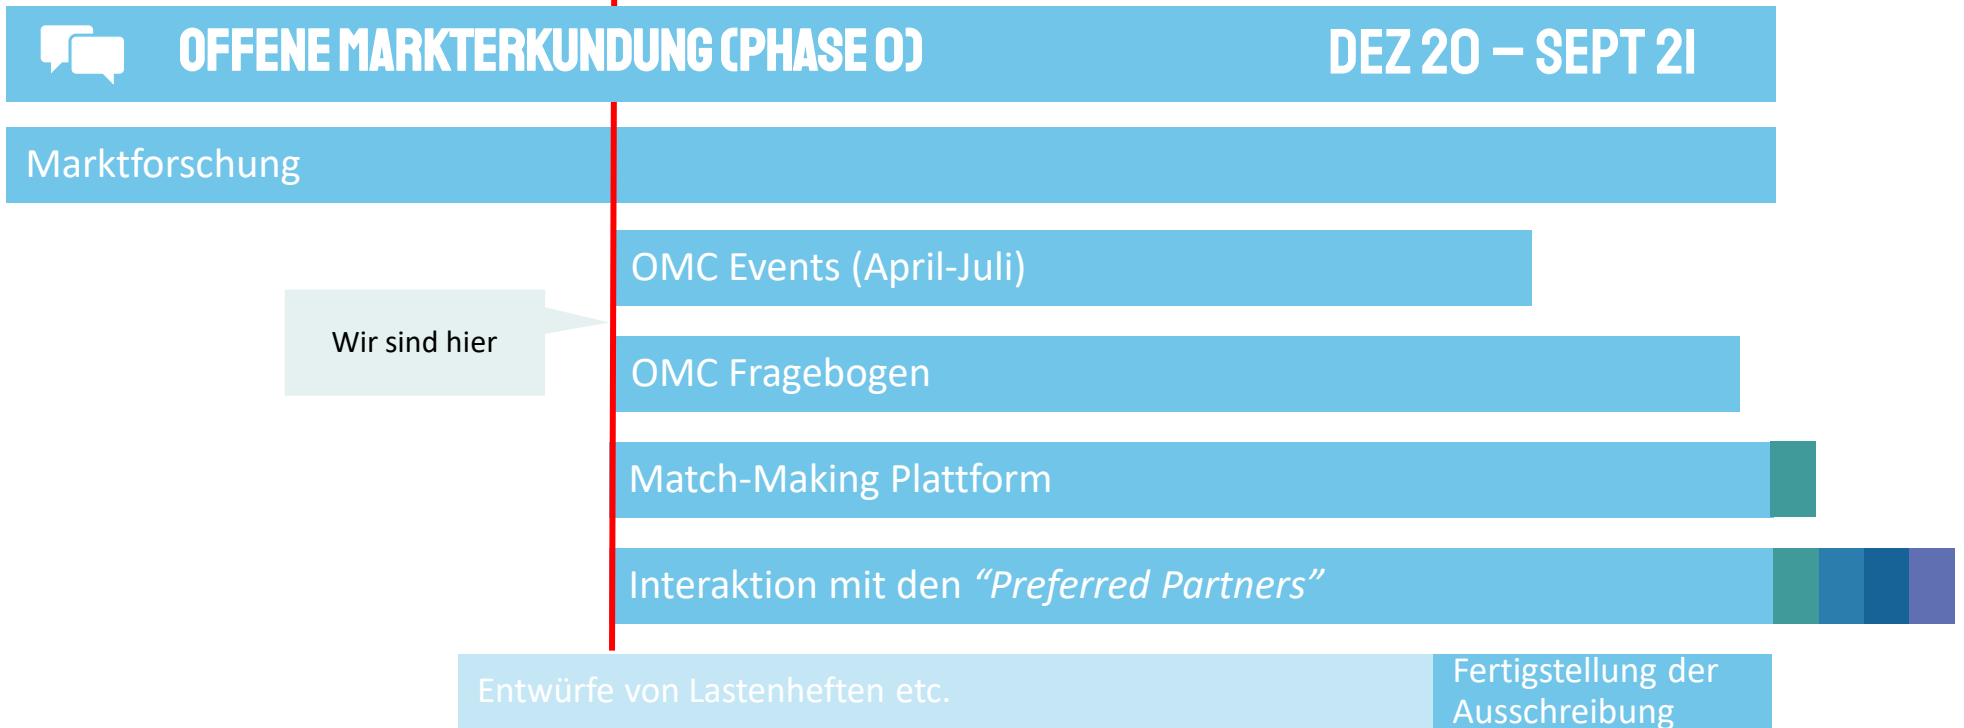 OFFENE MARKTERKUNDUNG (PHASE 0)
DEZ 20 – SEPT 21
Marktforschung
OMC Events (April-Juli)
Wir sind hier
OMC Fragebogen
Match-Making Plattform
Interaktion mit den “Preferred Partners”
Entwürfe von Lastenheften etc.
Fertigstellung der
Ausschreibung